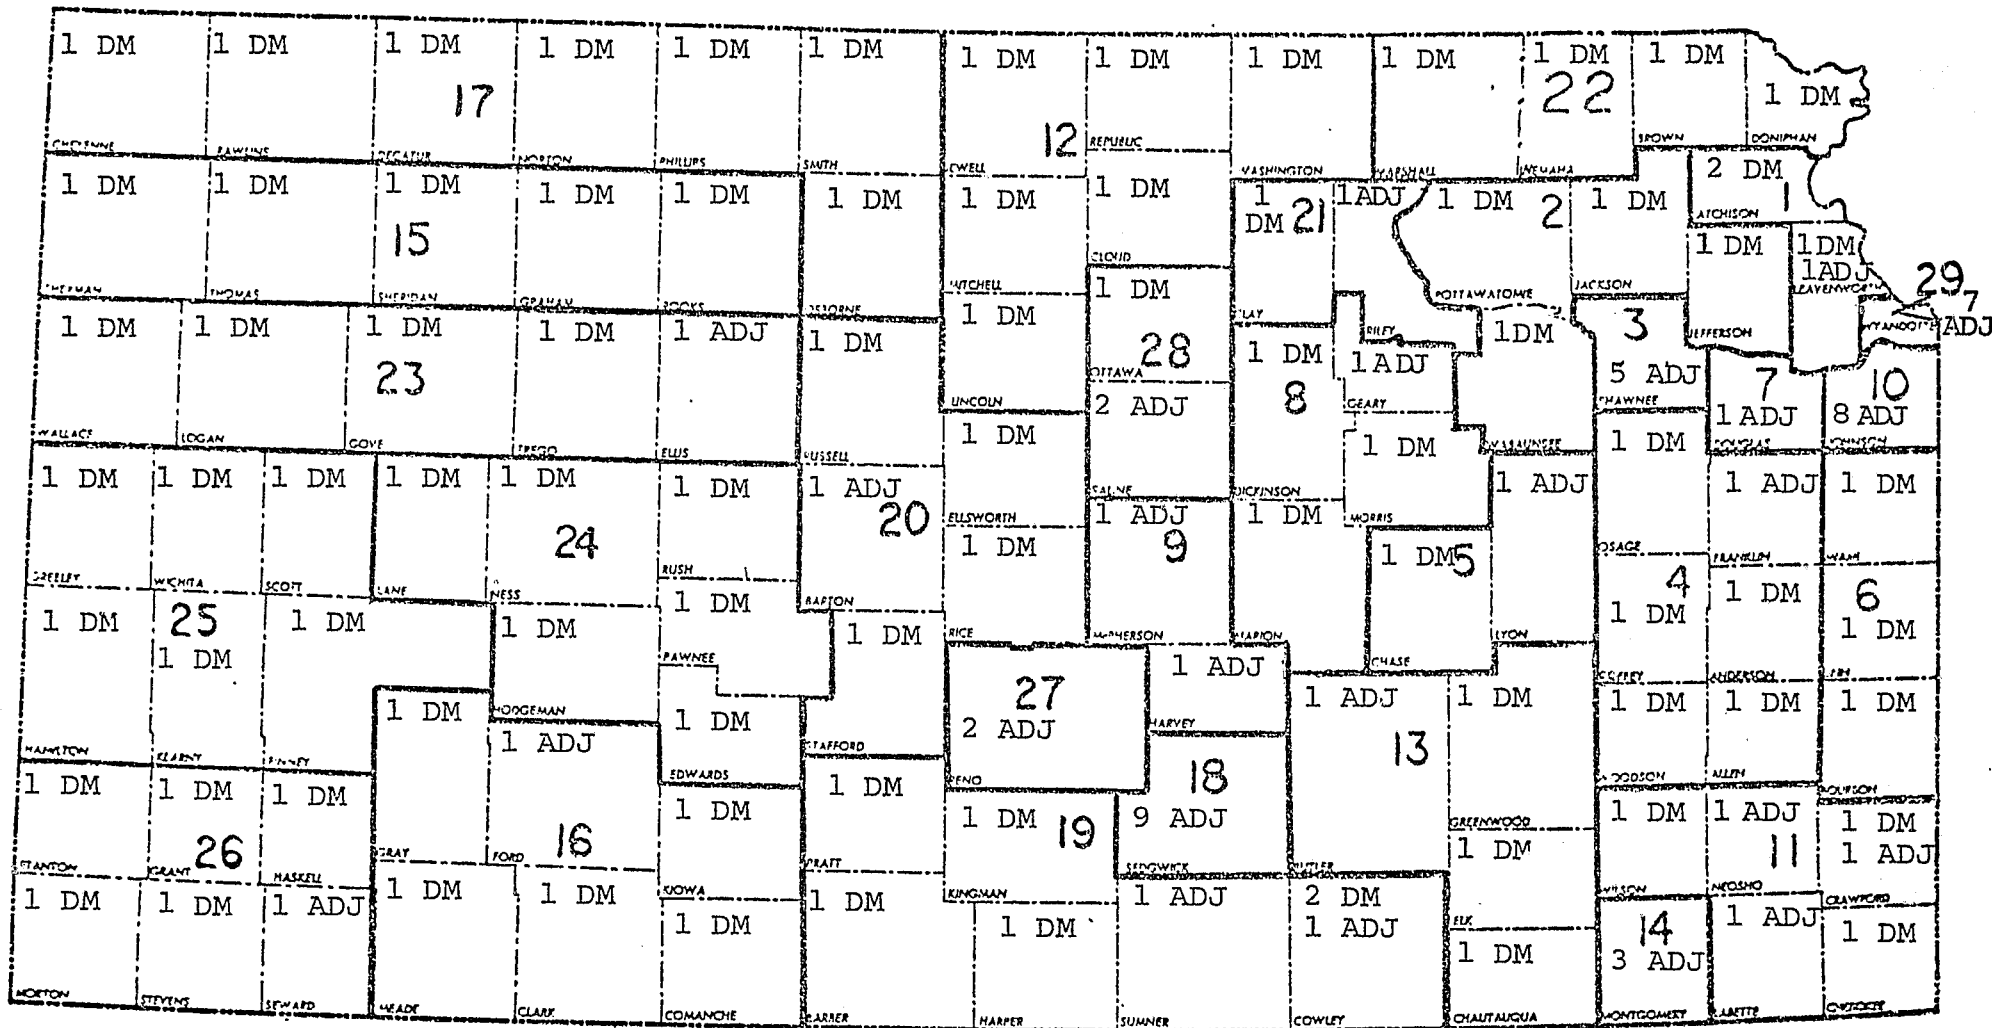 1 DM 1 DM 1 DM 1 DM 1 DM 1 DM 1 DM 1 DM 1 DM 1 DM 1 DM 1 DM
1 DM
17 12 22
CHEYENNE RAWLINS DECATUR NORTON PHILLIPS SMITH JEWELL REPUBLIC WASHINGTON MARSHALL NEMAHA BROWN DONIPHAN
1 DM 1 DM 1 DM 1 DM 1 DM 1 DM 1 DM 1 DM 1 DM 1 ADJ 1 DM 1 DM 2 DM
15 21 2 1
SHERMAN THOMAS SHERIDAN GRAHAM ROOKS OSBORNE MITCHELL CLOUD CLAY RILEY POTTAWATOMIE JACKSON ATCHISON
1 DM 1 DM
1 ADJ
JEFFERSON LEAVENWORTH
29
7
ADJ
WYANDOTTE
1 DM 1 DM 1 DM 1 DM 1 ADJ 1 DM 1 DM 1 DM 1 DM 1 ADJ 1 DM
23 28 8 3 7 10
2 ADJ 5 ADJ 1 ADJ 8 ADJ
WALLACE LOGAN GOVE TREGO ELLIS RUSSELL LINCOLN OTTAWA DICKINSON GEARY WABAUNSEE SHAWNEE DOUGLAS JOHNSON
1 DM 1 DM 1 DM 1 DM 1 DM 1 DM 1 ADJ 1 DM 1 DM 1 ADJ 1 DM 1 ADJ 1 DM
24 20
SALINE ELLSWORTH MORRIS
GREELEY WICHITA SCOTT LANE NESS RUSH BARTON OSAGE FRANKLIN MIAMI
1 DM 1 ADJ 1 DM 1 DM
9 5 4 6
RICE McPHERSON MARION CHASE LYON
1 DM 1 DM 1 DM 1 DM 1 DM 1 DM 1 DM 1 DM 1 DM
25
PAWNEE COFFEY ANDERSON LINN
HAMILTON KEARNY FINNEY HODGEMAN STAFFORD
1 DM 1 ADJ 1 DM 27 1 ADJ 1 ADJ 1 DM 1 DM 1 DM 1 DM
2 ADJ
EDWARDS RENO HARVEY 13 WOODSON ALLEN BOURBON
1 DM 1 DM 1 DM 1 DM 1 DM 1 DM 18 1 DM 1 ADJ 1 DM
26 16 19 9 ADJ 11 1 ADJ
STANTON GRANT HASKELL GRAY FORD KIOWA PRATT KINGMAN SEDGWICK BUTLER GREENWOOD WILSON NEOSHO CRAWFORD
1 DM 1 DM 1 ADJ 1 DM 1 DM 1 DM 1 DM 1 DM 1 ADJ 2 DM 1 DM 14 1 ADJ 1 DM
1 ADJ ELK 3 ADJ
1 DM
MORTON STEVENS SEWARD MEADE CLARK COMANCHE BARBER HARPER SUMNER COWLEY CHAUTAUQUA MONTGOMERY LABETTE CHEROKEE